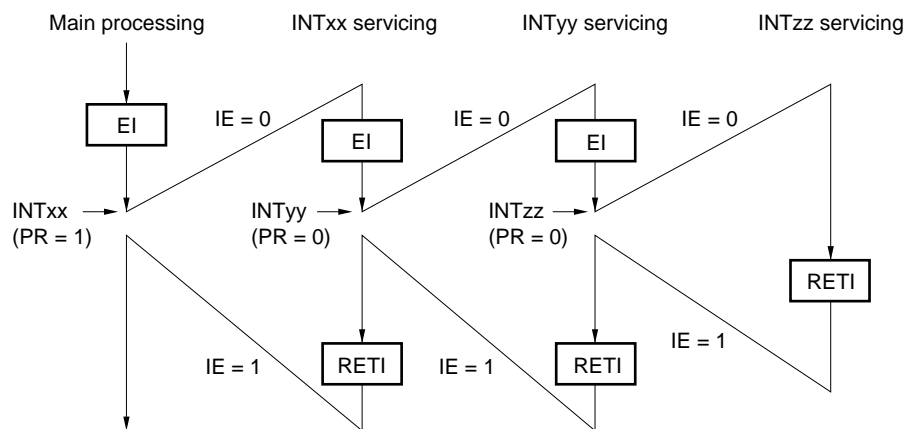 Main processing
INTxx servicing
INTyy servicing
INTzz servicing
EI
IE = 0
EI
IE = 0
EI
IE = 0
INTxx
(PR = 1)
INTyy
(PR = 0)
INTzz
(PR = 0)
RETI
IE = 1
RETI
IE = 1
RETI
IE = 1